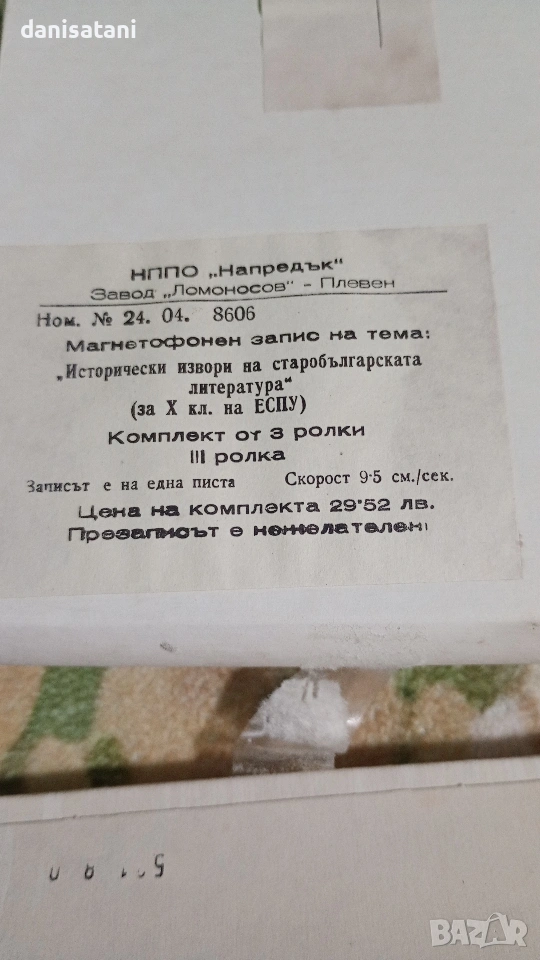 danisatani
НППО „Напредък"
Завод „Ломоносов" - Плевен
Ном. № 24. 04. 8606
Магнетофонен запис на тема:
„Исторически извори на старобългарската
литература"
(за X кл. на ЕСПУ)
Комплект от 3 ролки
III ролка
Записът е на една писта Скорост 9·5 см./сек.
Цена на комплекта 29·52 лв.
Презаписът е нежелателен!
BAZAR